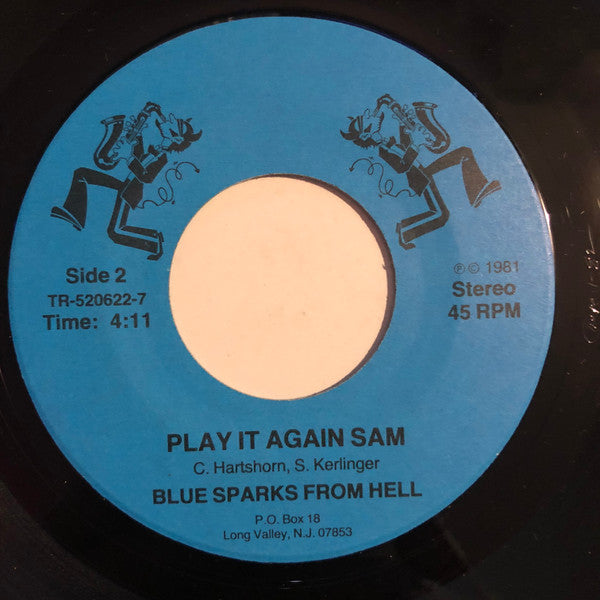 Side 2
TR-520622-7
Time: 4:11
℗ © 1981
Stereo
45 RPM
PLAY IT AGAIN SAM
C. Hartshorn, S. Kerlinger
BLUE SPARKS FROM HELL
P.O. Box 18
Long Valley, N.J. 07853